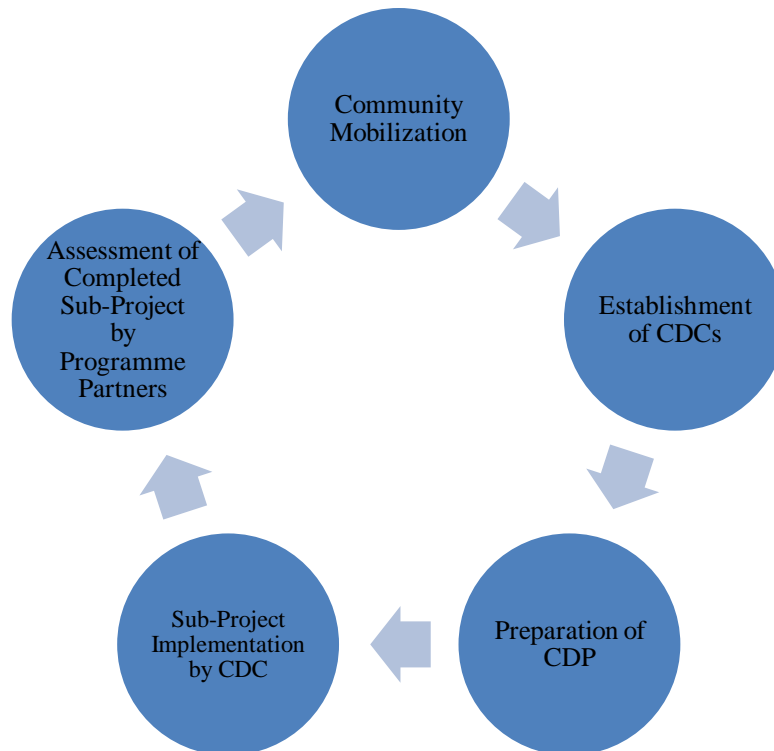 Community
Mobilization
Establishment
of CDCs
Preparation of
CDP
Sub-Project
Implementation
by CDC
Assessment of
Completed
Sub-Project
by
Programme
Partners